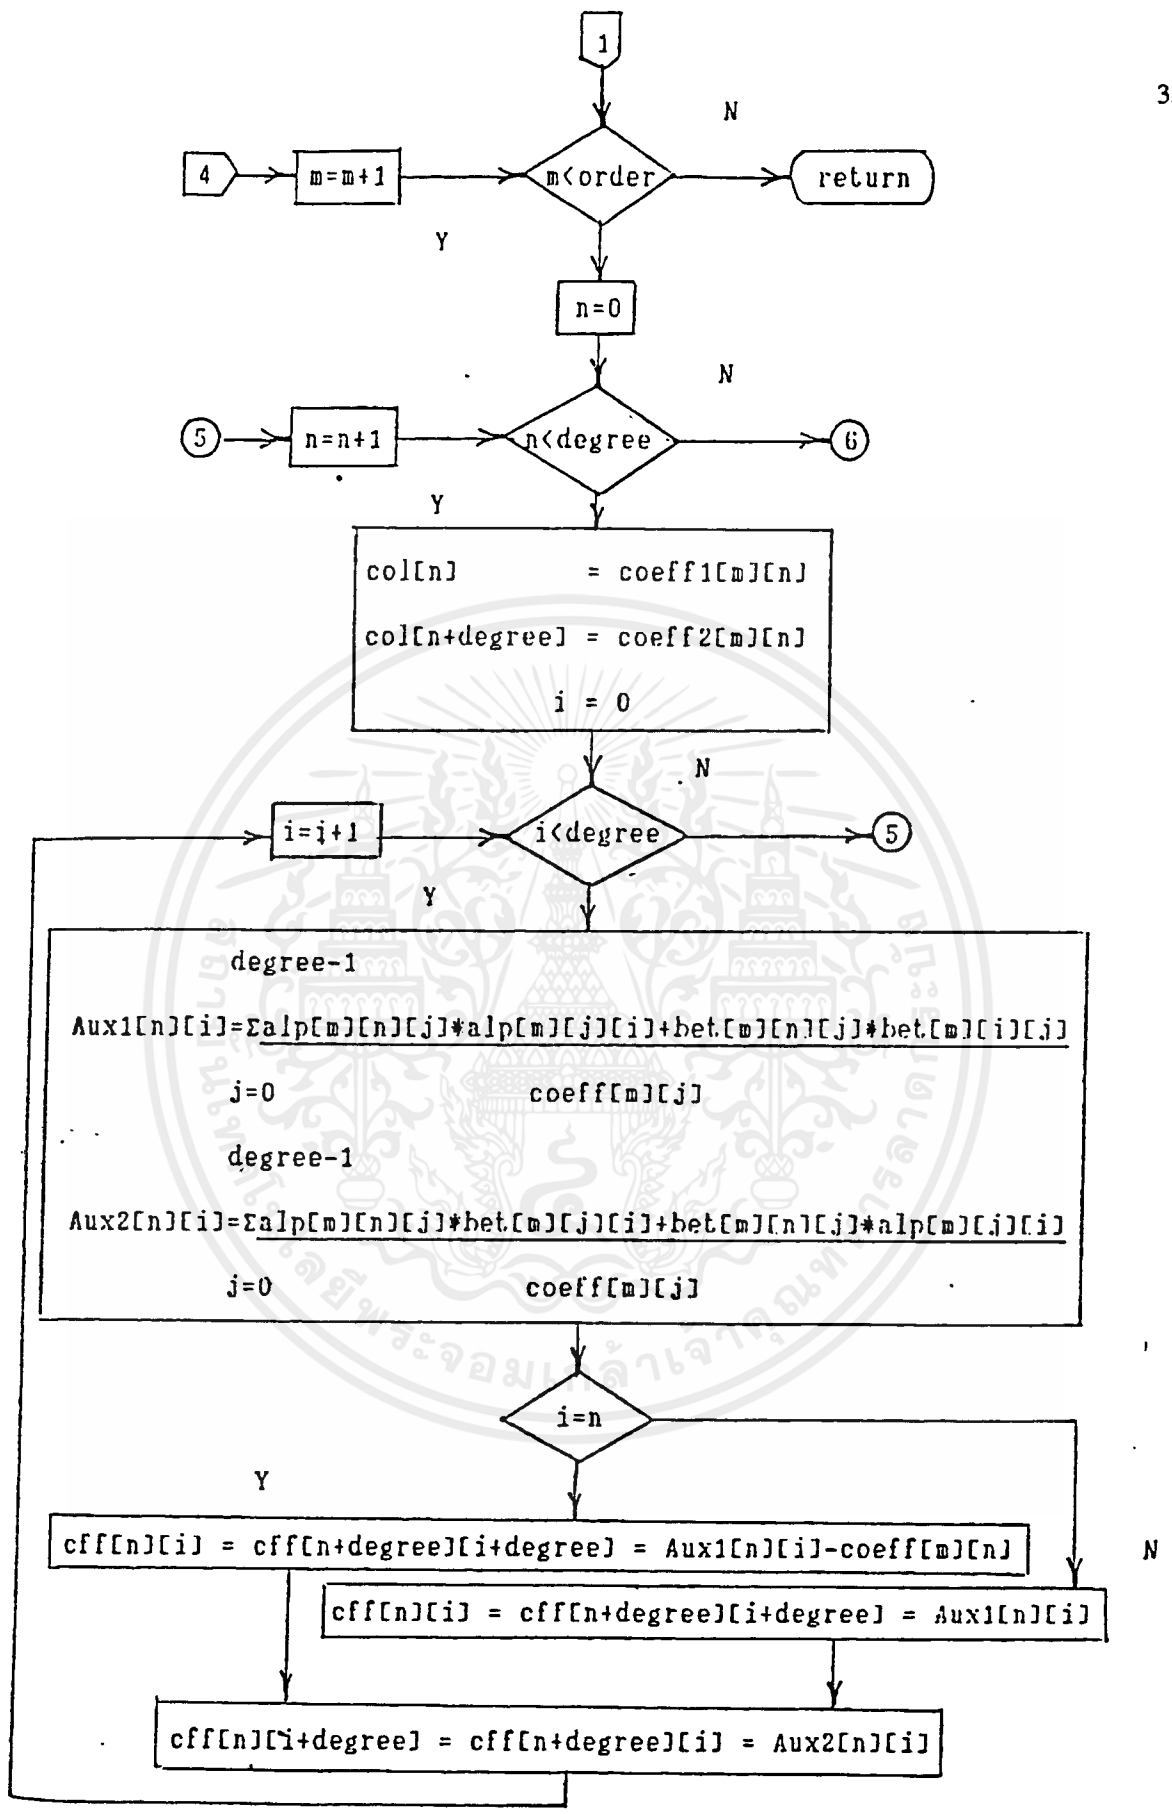 1
3
N
4
m=m+1
m<order
return
Y
n=0
N
5
n=n+1
n<degree
6
Y
col[n] = coeff1[m][n]
col[n+degree] = coeff2[m][n]
i = 0
N
i=i+1
i<degree
5
Y
degree-1
Aux1[n][i]=Σalp[m][n][j]*alp[m][j][i]+bet[m][n][j]*bet[m][i][j]
j=0 coeff[m][j]
degree-1
Aux2[n][i]=Σalp[m][n][j]*bet[m][j][i]+bet[m][n][j]*alp[m][j][i]
j=0 coeff[m][j]
i=n
Y
cff[n][i] = cff[n+degree][i+degree] = Aux1[n][i]-coeff[m][n]
N
cff[n][i] = cff[n+degree][i+degree] = Aux1[n][i]
cff[n][i+degree] = cff[n+degree][i] = Aux2[n][i]